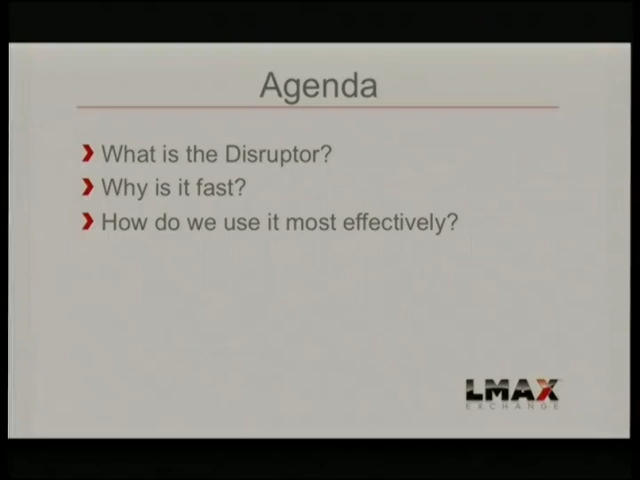 Agenda
What is the Disruptor?
Why is it fast?
How do we use it most effectively?
LMAX
EXCHANGE